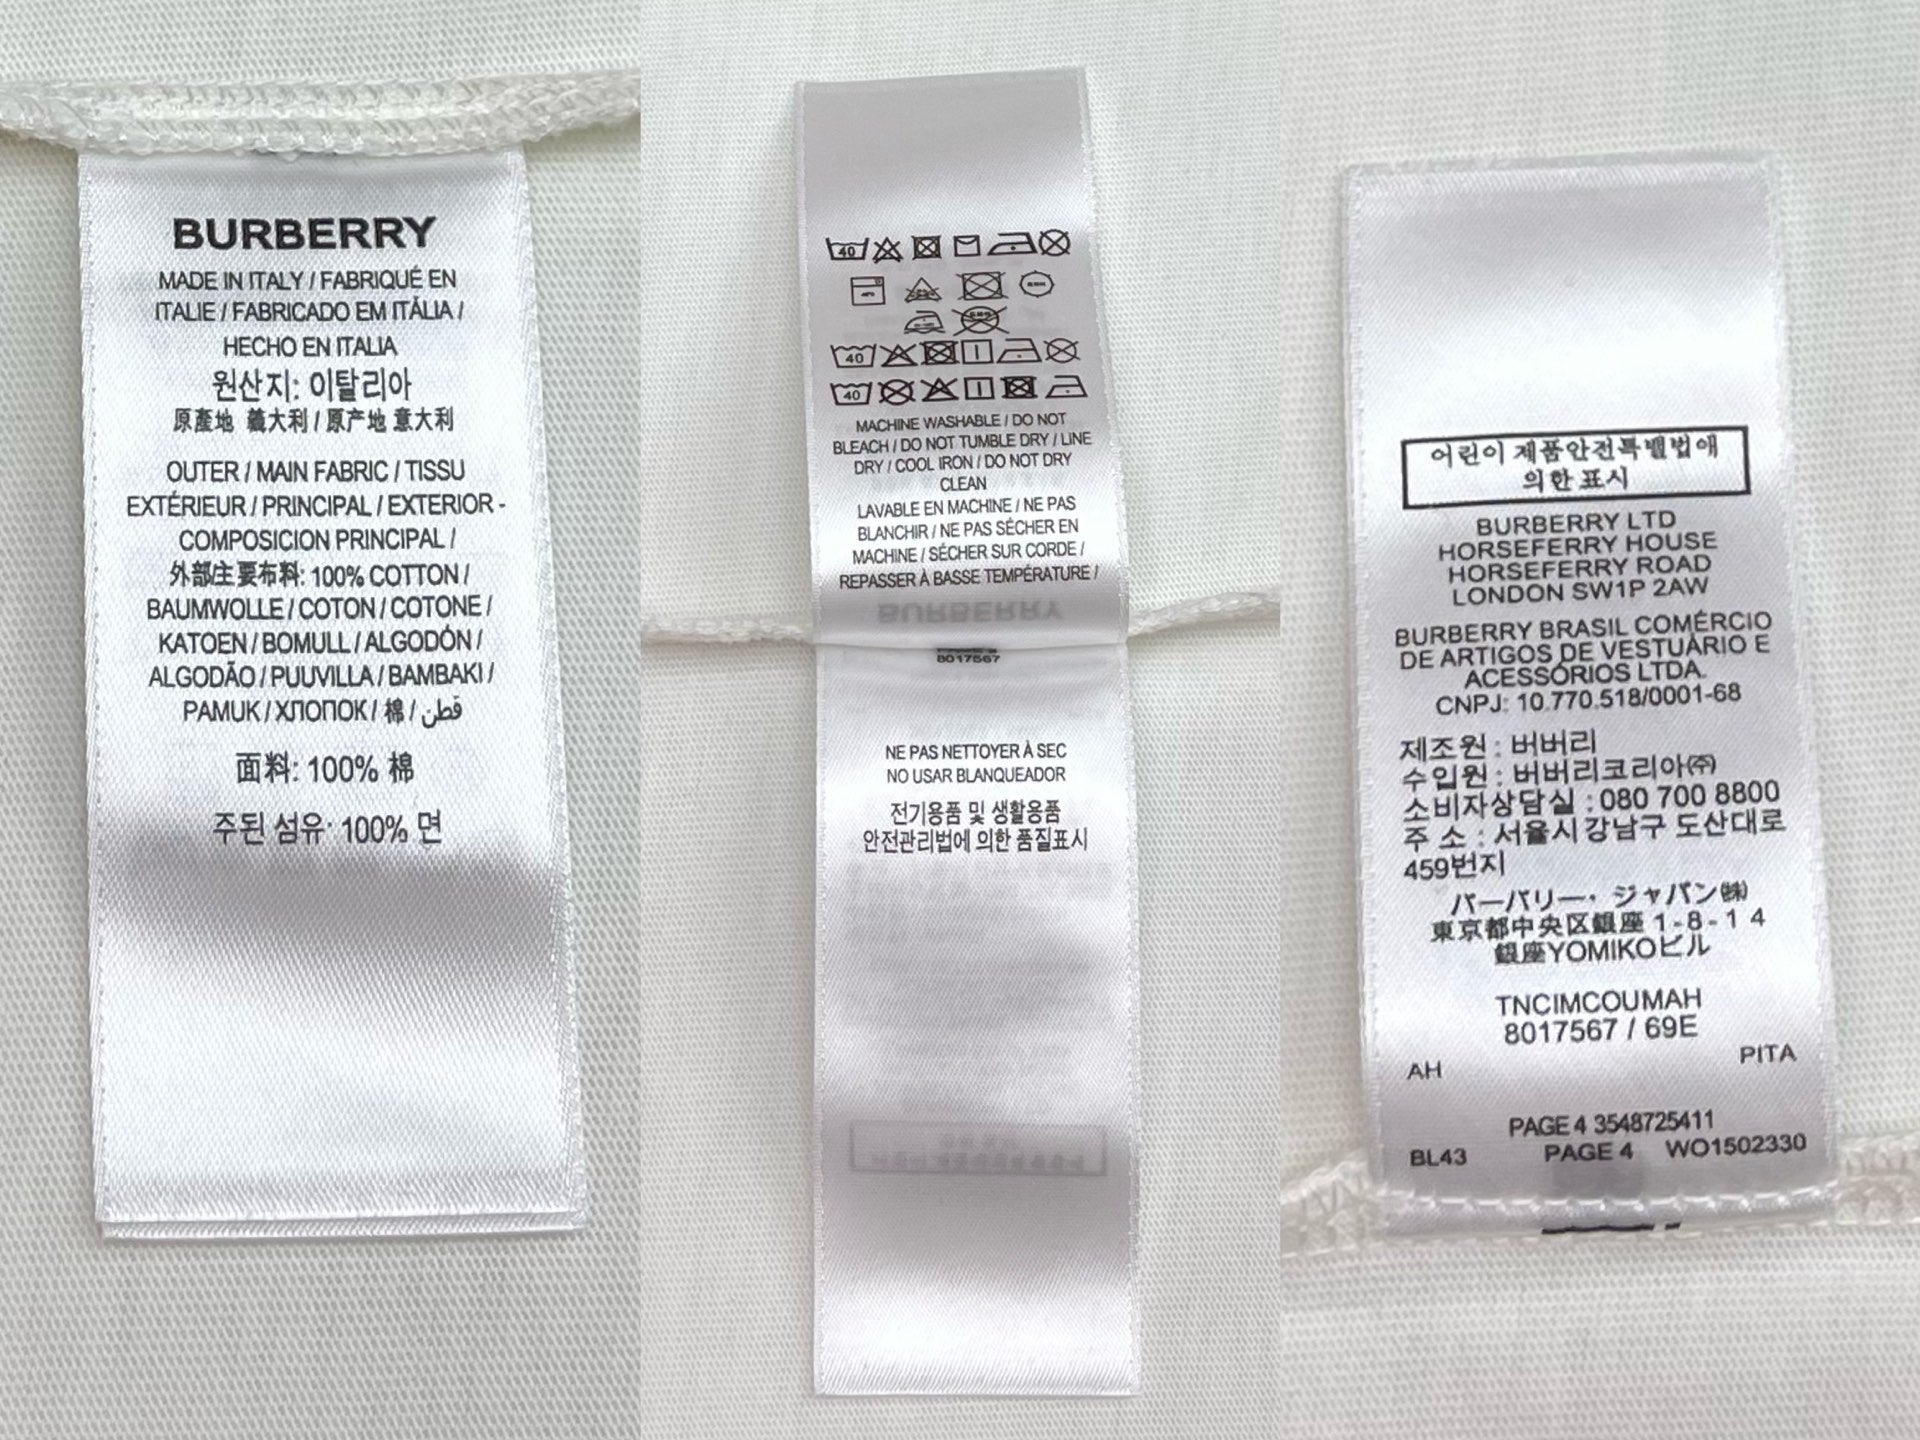 BURBERRY
MADE IN ITALY / FABRIQUÉ EN
ITALIE / FABRICADO EM ITÁLIA /
HECHO EN ITALIA
원산지: 이탈리아
原產地 義大利 / 原产地 意大利
OUTER / MAIN FABRIC / TISSU
EXTÉRIEUR / PRINCIPAL / EXTERIOR -
COMPOSICION PRINCIPAL /
外部主要布料: 100% COTTON /
BAUMWOLLE / COTON / COTONE /
KATOEN / BOMULL / ALGODÓN /
ALGODÃO / PUUVILLA / BAMBAKI /
PAMUK / ХЛОПОК / 棉 / قطن
面料: 100% 棉
주된 섬유: 100% 면
40
40
40
MACHINE WASHABLE / DO NOT
BLEACH / DO NOT TUMBLE DRY / LINE
DRY / COOL IRON / DO NOT DRY
CLEAN
LAVABLE EN MACHINE / NE PAS
BLANCHIR / NE PAS SÉCHER EN
MACHINE / SÉCHER SUR CORDE /
REPASSER À BASSE TEMPÉRATURE /
8017567
NE PAS NETTOYER À SEC
NO USAR BLANQUEADOR
전기용품 및 생활용품
안전관리법에 의한 품질표시
어린이 제품안전특별법에
의한 표시
BURBERRY LTD
HORSEFERRY HOUSE
HORSEFERRY ROAD
LONDON SW1P 2AW
BURBERRY BRASIL COMÉRCIO
DE ARTIGOS DE VESTUÁRIO E
ACESSÓRIOS LTDA.
CNPJ: 10.770.518/0001-68
제조원 : 버버리
수입원 : 버버리코리아㈜
소비자상담실 : 080 700 8800
주 소 : 서울시 강남구 도산대로
459번지
バーバリー・ジャパン㈱
東京都中央区銀座 1-8-1 4
銀座YOMIKOビル
TNCIMCOUMAH
8017567 / 69E
AH PITA
PAGE 4 3548725411
BL43 PAGE 4 WO1502330